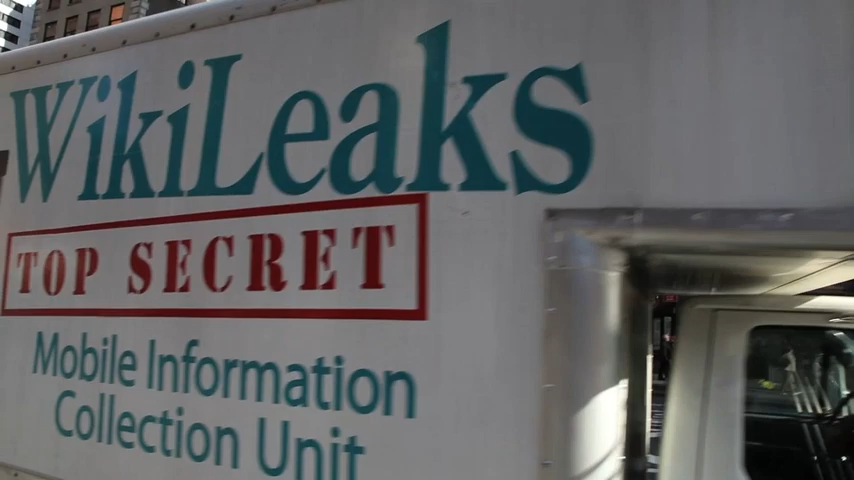 WikiLeaks
TOP SECRET
Mobile Information
Collection Unit